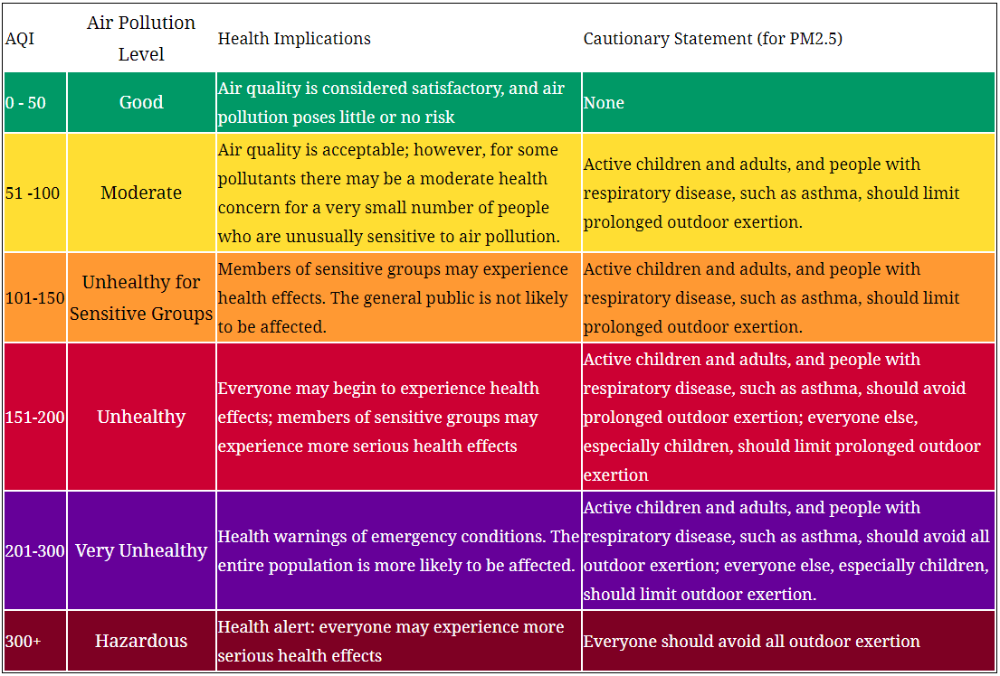 AQI
Air Pollution
Level
Health Implications
Cautionary Statement (for PM2.5)
0 - 50
Good
Air quality is considered satisfactory, and air
pollution poses little or no risk
None
51 -100
Moderate
Air quality is acceptable; however, for some
pollutants there may be a moderate health
concern for a very small number of people
who are unusually sensitive to air pollution.
Active children and adults, and people with
respiratory disease, such as asthma, should limit
prolonged outdoor exertion.
101-150
Unhealthy for
Sensitive Groups
Members of sensitive groups may experience
health effects. The general public is not likely
to be affected.
Active children and adults, and people with
respiratory disease, such as asthma, should limit
prolonged outdoor exertion.
151-200
Unhealthy
Everyone may begin to experience health
effects; members of sensitive groups may
experience more serious health effects
Active children and adults, and people with
respiratory disease, such as asthma, should avoid
prolonged outdoor exertion; everyone else,
especially children, should limit prolonged outdoor
exertion
201-300
Very Unhealthy
Health warnings of emergency conditions. The
entire population is more likely to be affected.
Active children and adults, and people with
respiratory disease, such as asthma, should avoid all
outdoor exertion; everyone else, especially children,
should limit outdoor exertion.
300+
Hazardous
Health alert: everyone may experience more
serious health effects
Everyone should avoid all outdoor exertion